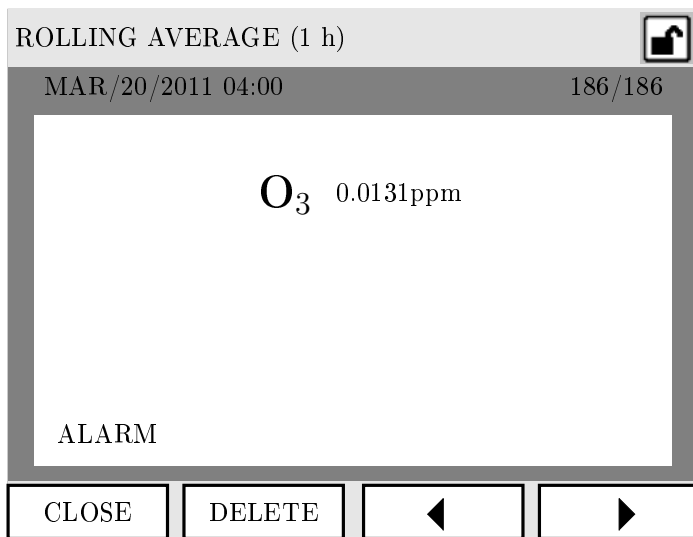 ROLLING AVERAGE (1 h)
MAR/20/2011 04:00 186/186
O₃ 0.0131ppm
ALARM
CLOSE DELETE